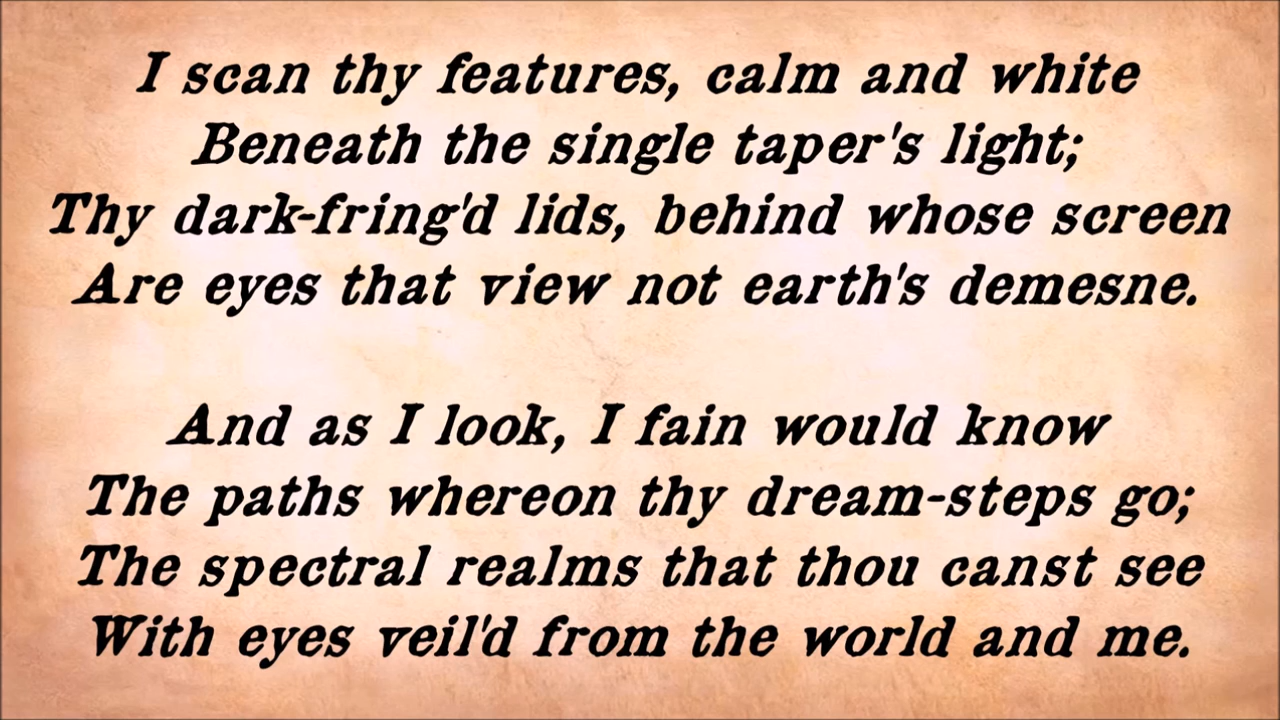 I scan thy features, calm and white
Beneath the single taper's light;
Thy dark-fring'd lids, behind whose screen
Are eyes that view not earth's demesne.
And as I look, I fain would know
The paths whereon thy dream-steps go;
The spectral realms that thou canst see
With eyes veil'd from the world and me.